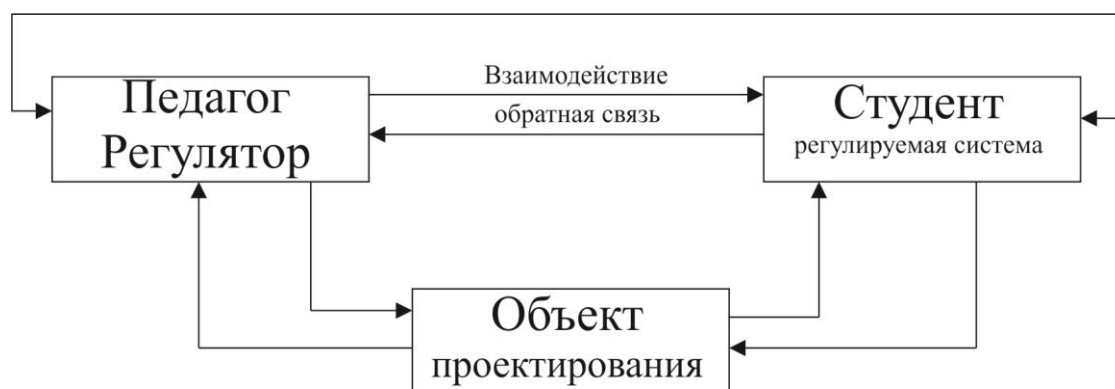 Взаимодействие
Педагог
Регулятор
обратная связь
Студент
регулируемая система
Объект
проектирования